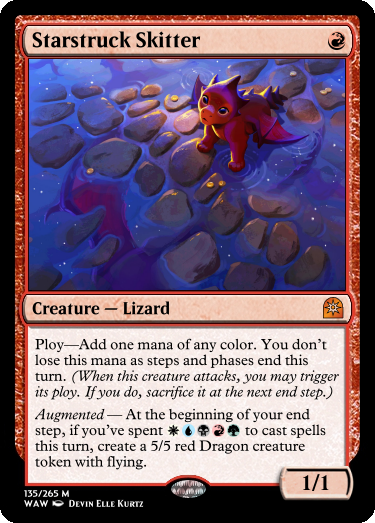 Starstruck Skitter
Creature — Lizard
Ploy—Add one mana of any color. You don't
lose this mana as steps and phases end this
turn. (When this creature attacks, you may trigger
its ploy. If you do, sacrifice it at the next end step.)
Augmented — At the beginning of your end
step, if you've spent to cast spells
this turn, create a 5/5 red Dragon creature
token with flying.
1/1
135/265 M
WAW Devin Elle Kurtz